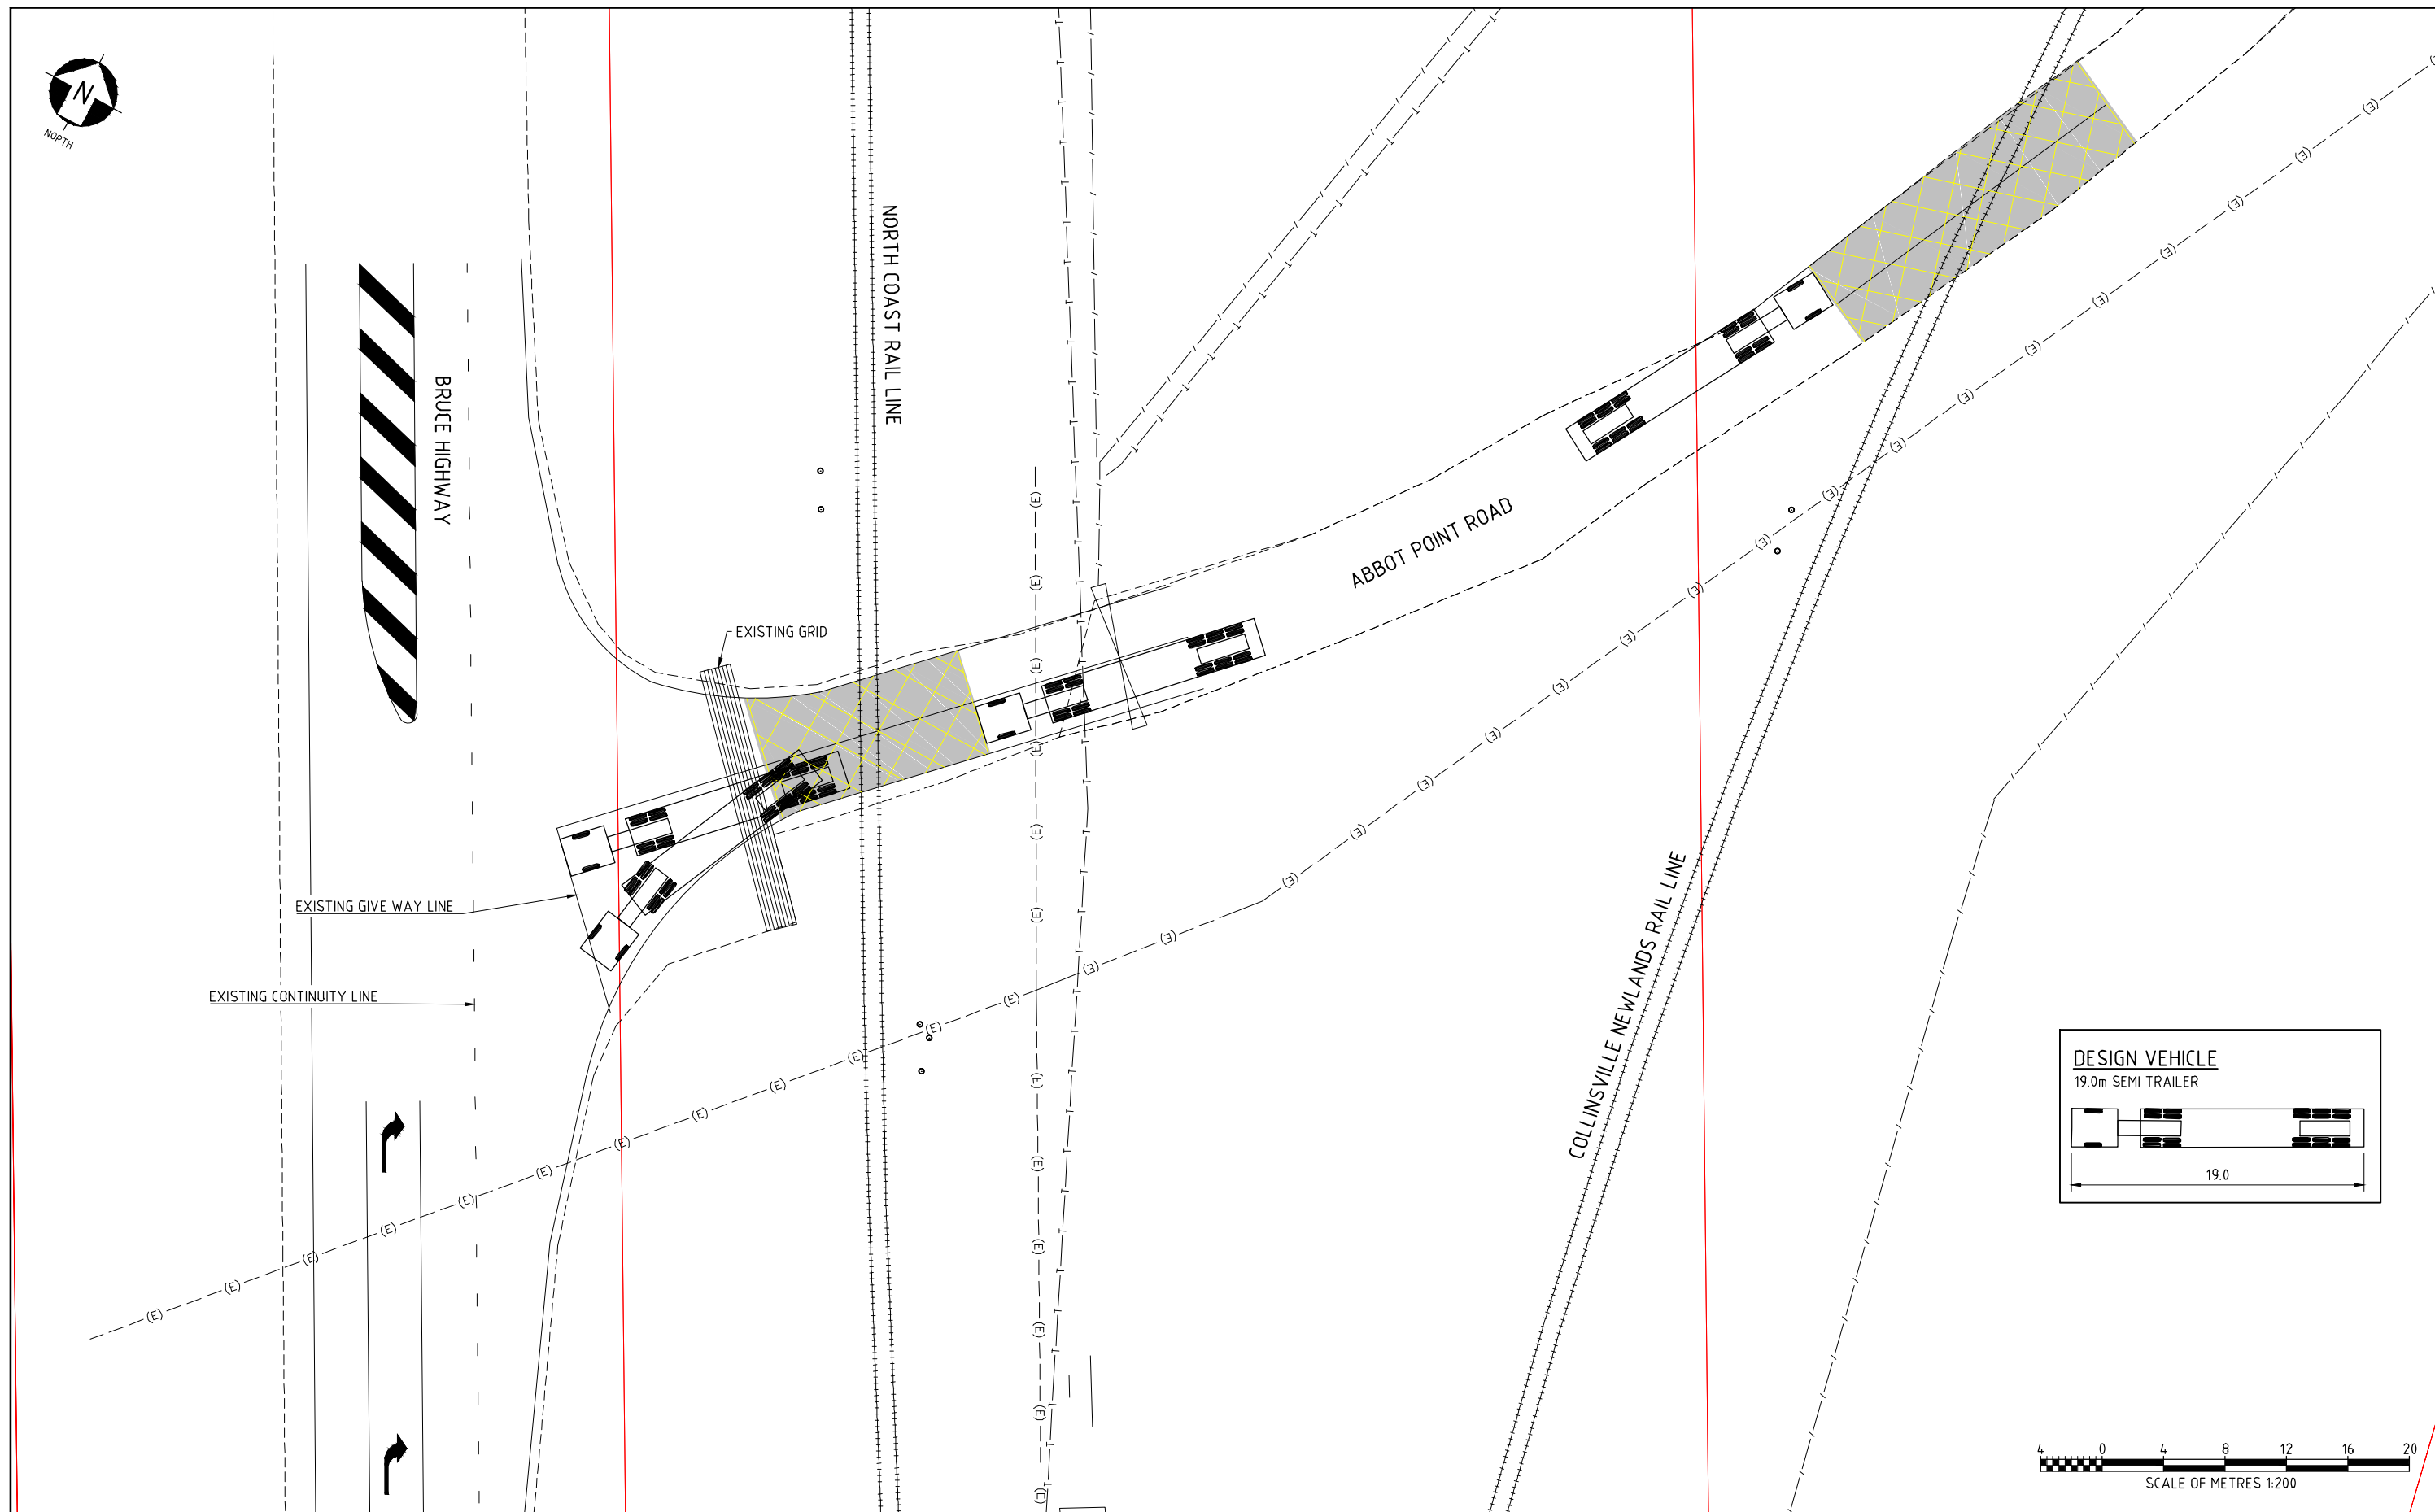 N
NORTH
NORTH COAST RAIL LINE
BRUCE HIGHWAY
ABBOT POINT ROAD
EXISTING GRID
EXISTING GIVE WAY LINE
EXISTING CONTINUITY LINE
COLLINSVILLE NEWLANDS RAIL LINE
DESIGN VEHICLE
19.0m SEMI TRAILER
19.0
4 0 4 8 12 16 20
SCALE OF METRES 1:200
(E) (E) (E) (E) (E) (E) (E) (E) (E) (E) (E) (E) (E)
(E) (E) (E) (E) (E) (E) (E) (E) (E) (E) (E) (E) (E) (E) (E) (E) (E)
(E) (E) (E) (E) (E) (E) (E) (E) (E) (E) (E) (E)